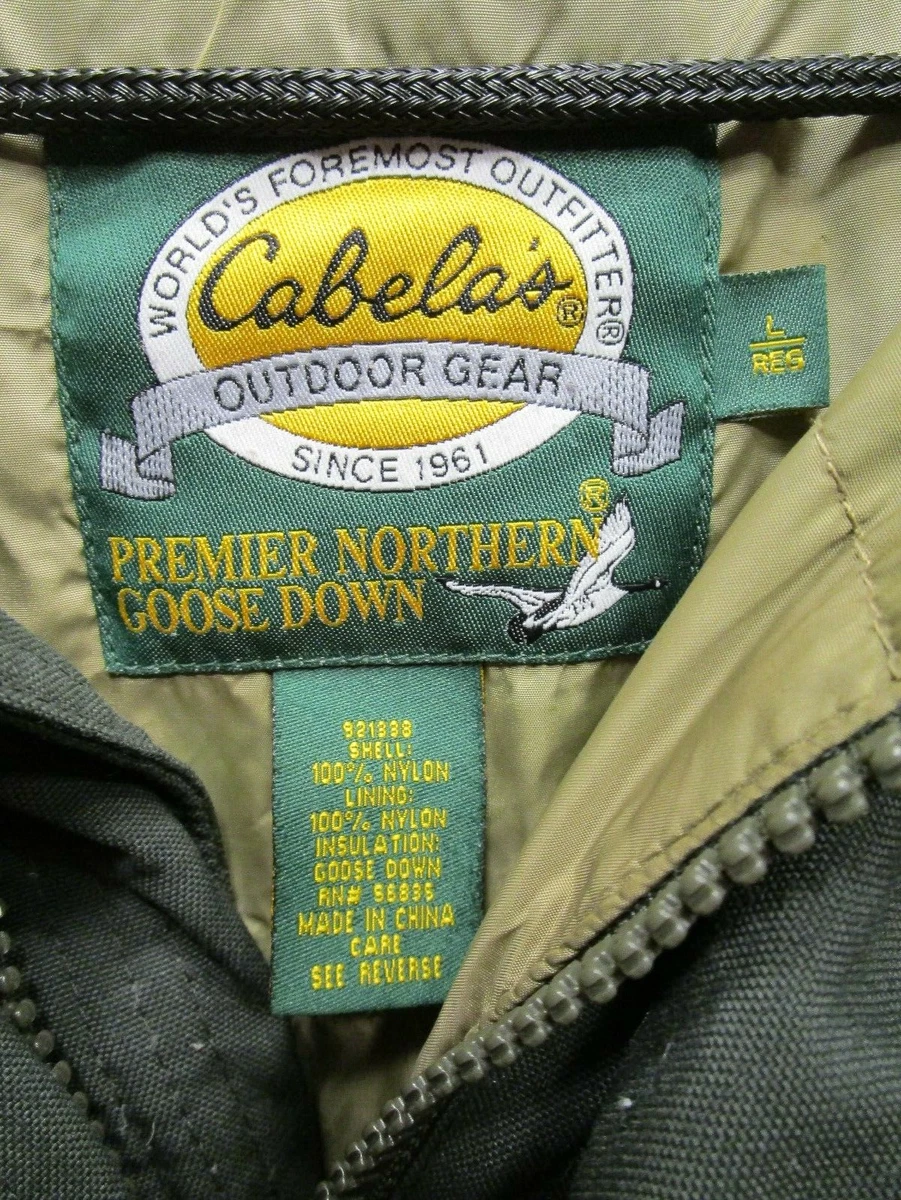 WORLD'S FOREMOST OUTFITTER®
Cabela's®
OUTDOOR GEAR
SINCE 1961
PREMIER NORTHERN®
GOOSE DOWN
TM
L
REG
921338
SHELL:
100% NYLON
LINING:
100% NYLON
INSULATION:
GOOSE DOWN
RN# 56835
MADE IN CHINA
CARE
SEE REVERSE